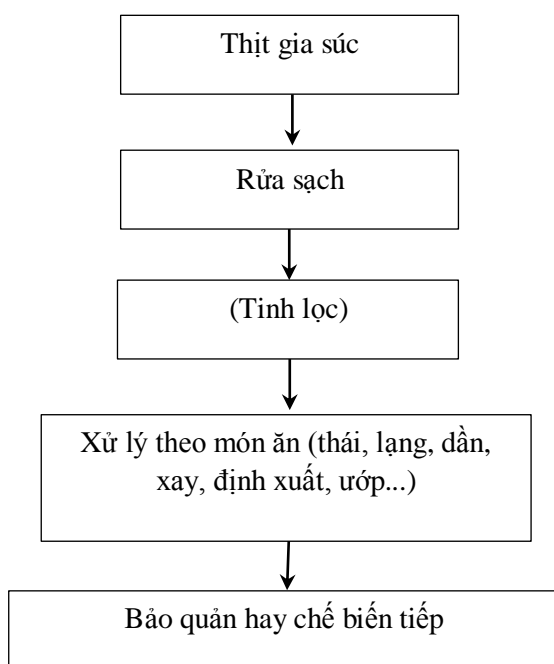 Thịt gia súc
Rửa sạch
(Tinh lọc)
Xử lý theo món ăn (thái, lạng, dần,
xay, định xuất, ướp...)
Bảo quản hay chế biến tiếp